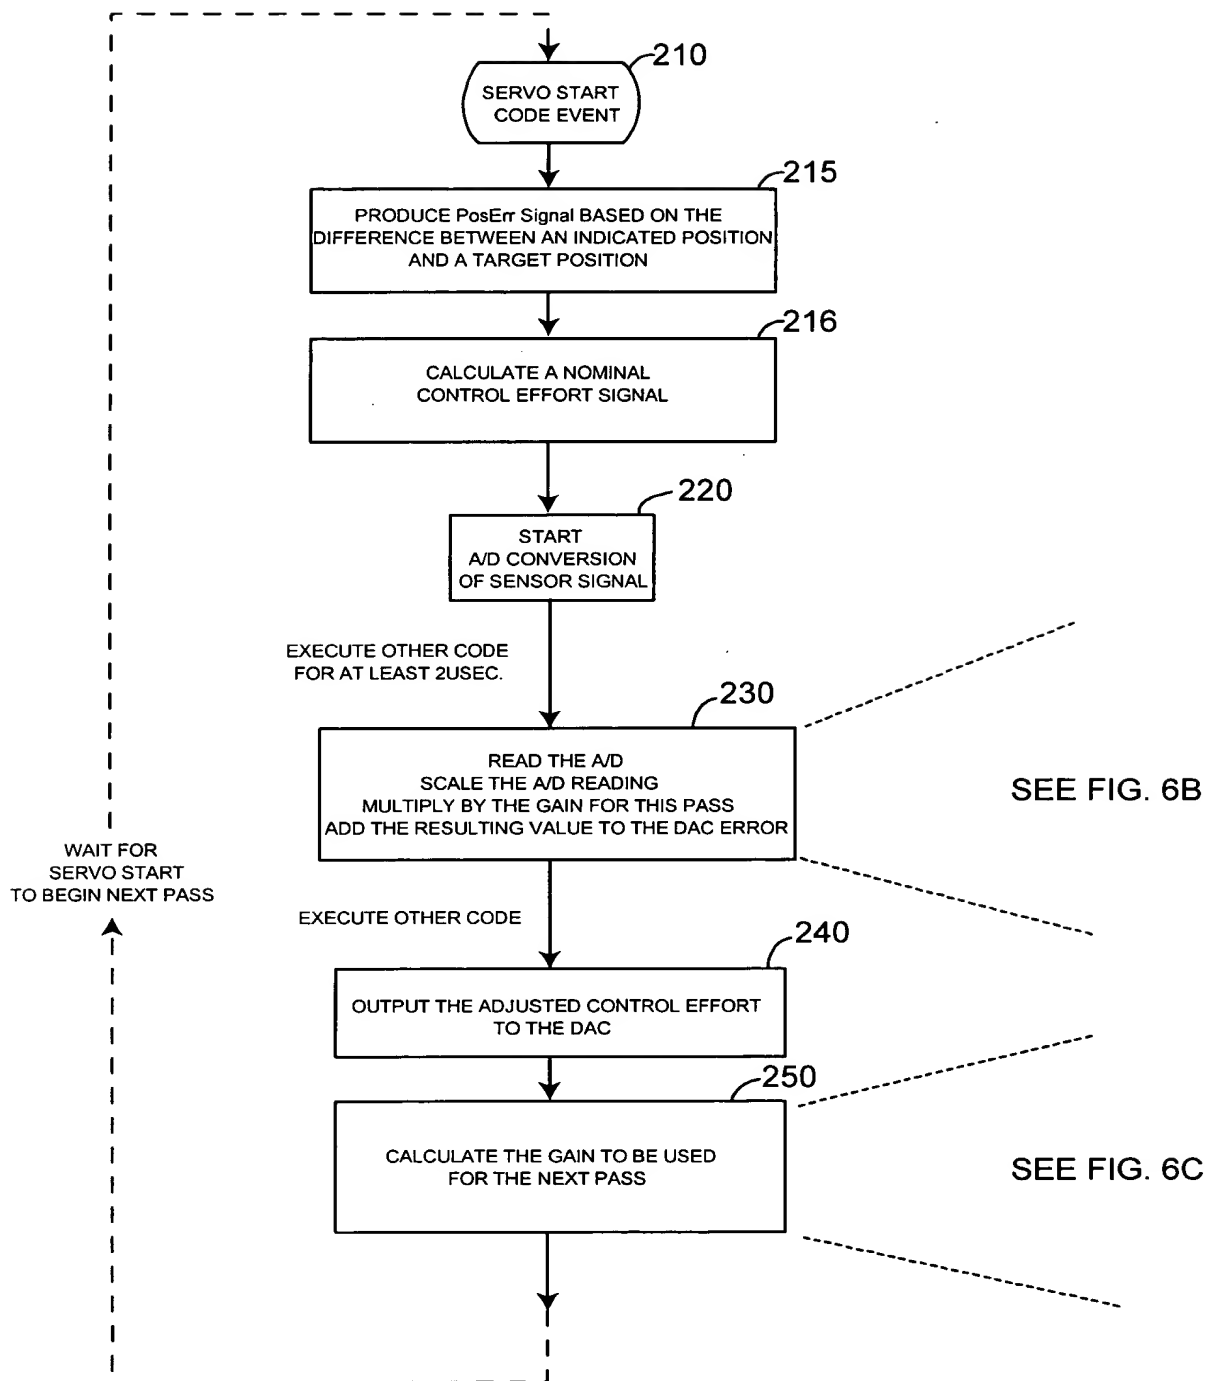 210
SERVO START
CODE EVENT
215
PRODUCE PosErr Signal BASED ON THE
DIFFERENCE BETWEEN AN INDICATED POSITION
AND A TARGET POSITION
216
CALCULATE A NOMINAL
CONTROL EFFORT SIGNAL
220
START
A/D CONVERSION
OF SENSOR SIGNAL
EXECUTE OTHER CODE
FOR AT LEAST 2USEC.
230
READ THE A/D
SCALE THE A/D READING
MULTIPLY BY THE GAIN FOR THIS PASS
ADD THE RESULTING VALUE TO THE DAC ERROR
SEE FIG. 6B
WAIT FOR
SERVO START
TO BEGIN NEXT PASS
EXECUTE OTHER CODE
240
OUTPUT THE ADJUSTED CONTROL EFFORT
TO THE DAC
250
CALCULATE THE GAIN TO BE USED
FOR THE NEXT PASS
SEE FIG. 6C